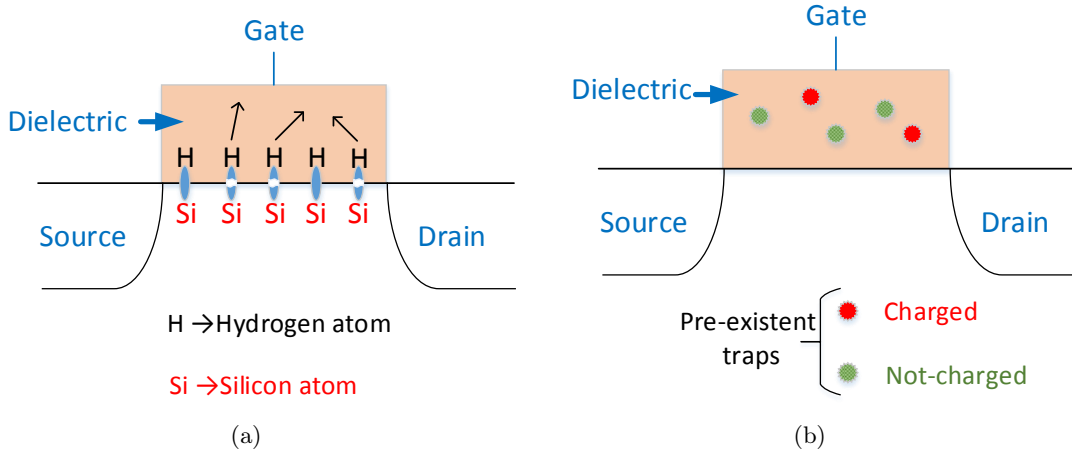 Gate
Dielectric
H H H H H
Si Si Si Si Si
Source
Drain
H →Hydrogen atom
Si →Silicon atom
(a)
Gate
Dielectric
Source
Drain
Pre-existent
traps
Charged
Not-charged
(b)